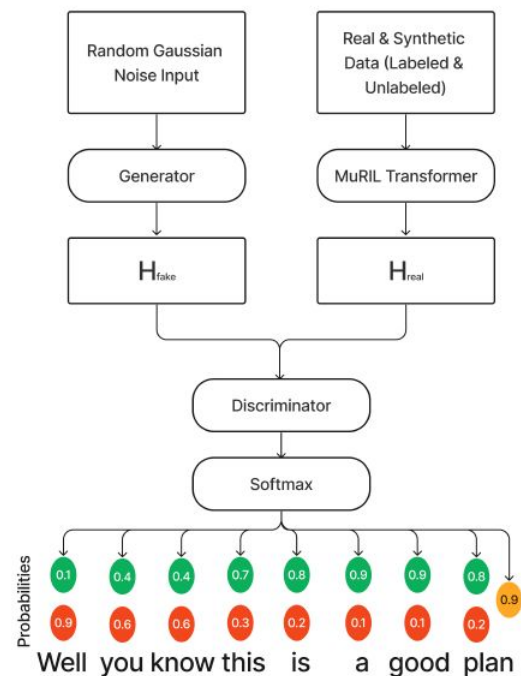 Random Gaussian
Noise Input
Real & Synthetic
Data (Labeled &
Unlabeled)
Generator
MuRIL Transformer
Hfake
Hreal
Discriminator
Softmax
Probabilities
0.1 0.4 0.4 0.7 0.8 0.9 0.9 0.8
0.9
0.9 0.6 0.6 0.3 0.2 0.1 0.1 0.2
Well you know this is a good plan